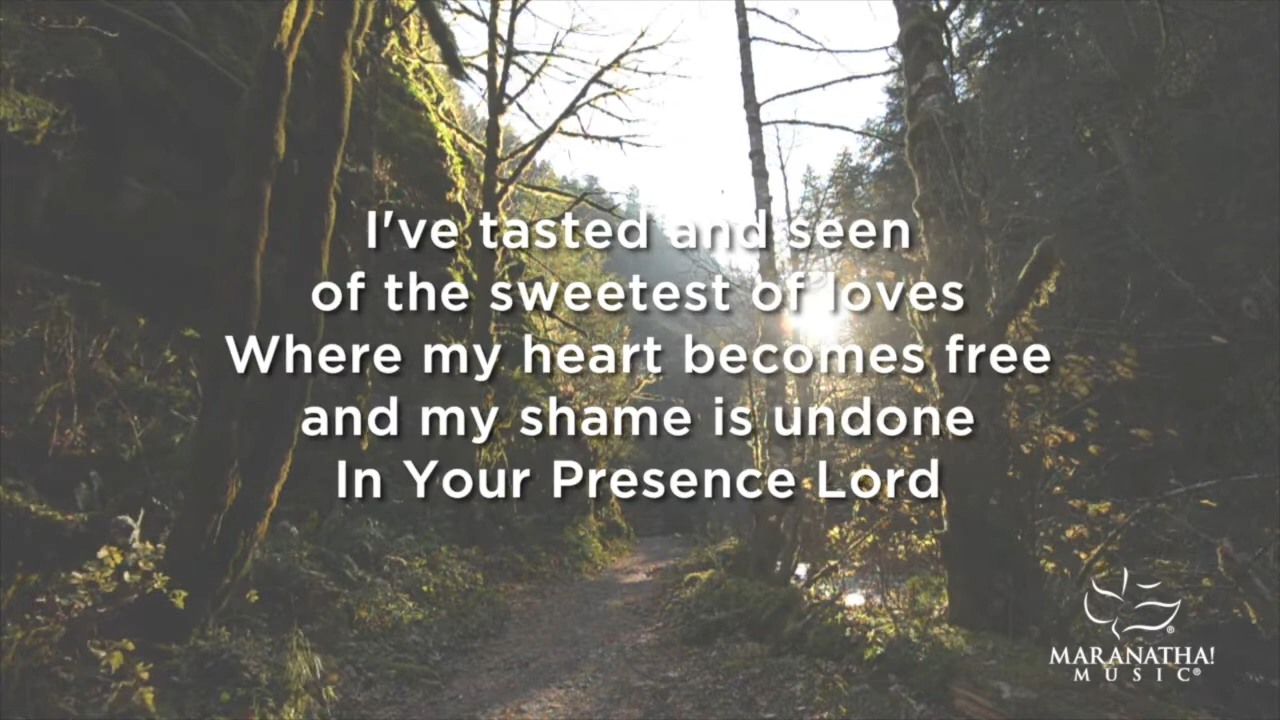 I've tasted and seen
of the sweetest of loves
Where my heart becomes free
and my shame is undone
In Your Presence Lord
MARANATHA!
MUSIC®